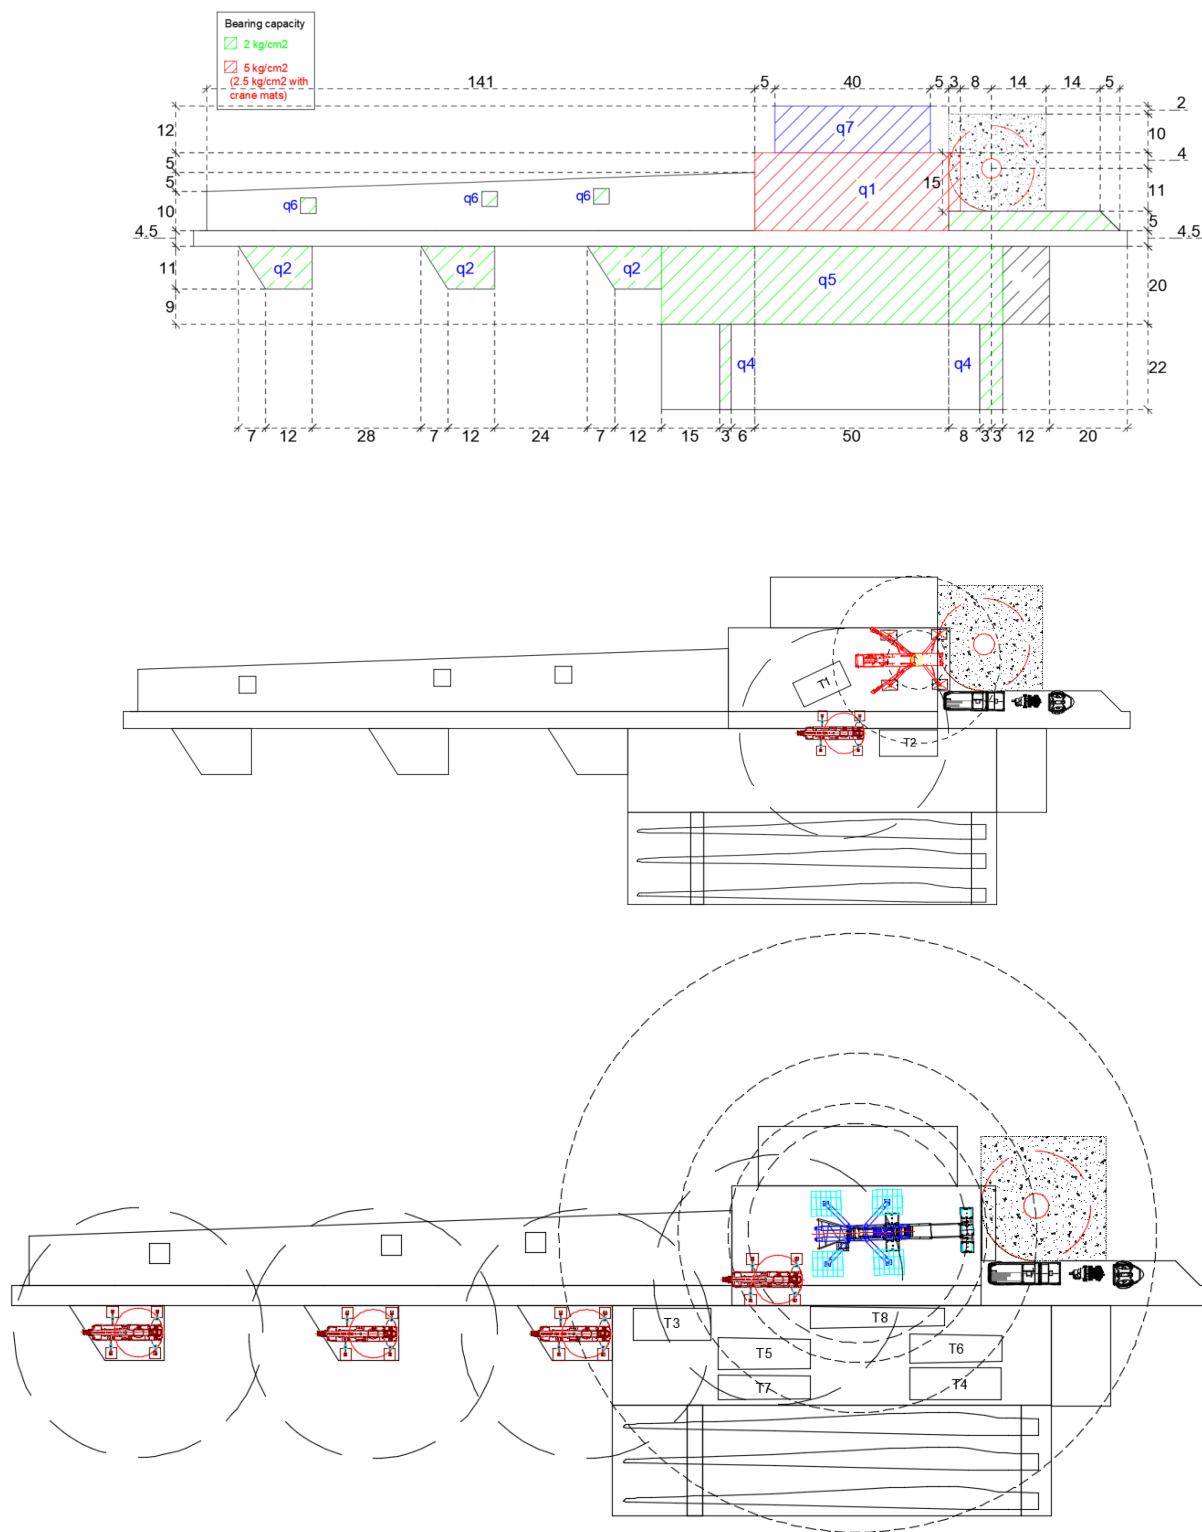 Bearing capacity
2 kg/cm2
5 kg/cm2
(2.5 kg/cm2 with
crane mats)
141
5
40
5
3
8
14
14
5
2
12
q7
10
5
4
5
q6
q6
q6
15
q1
11
10
5
4.5
4.5
11
q2
q2
q2
q5
20
9
q4
q4
22
7
12
28
7
12
24
7
12
15
3
6
50
8
3
3
12
20
T1
T2
T3
T8
T5
T6
T7
T4